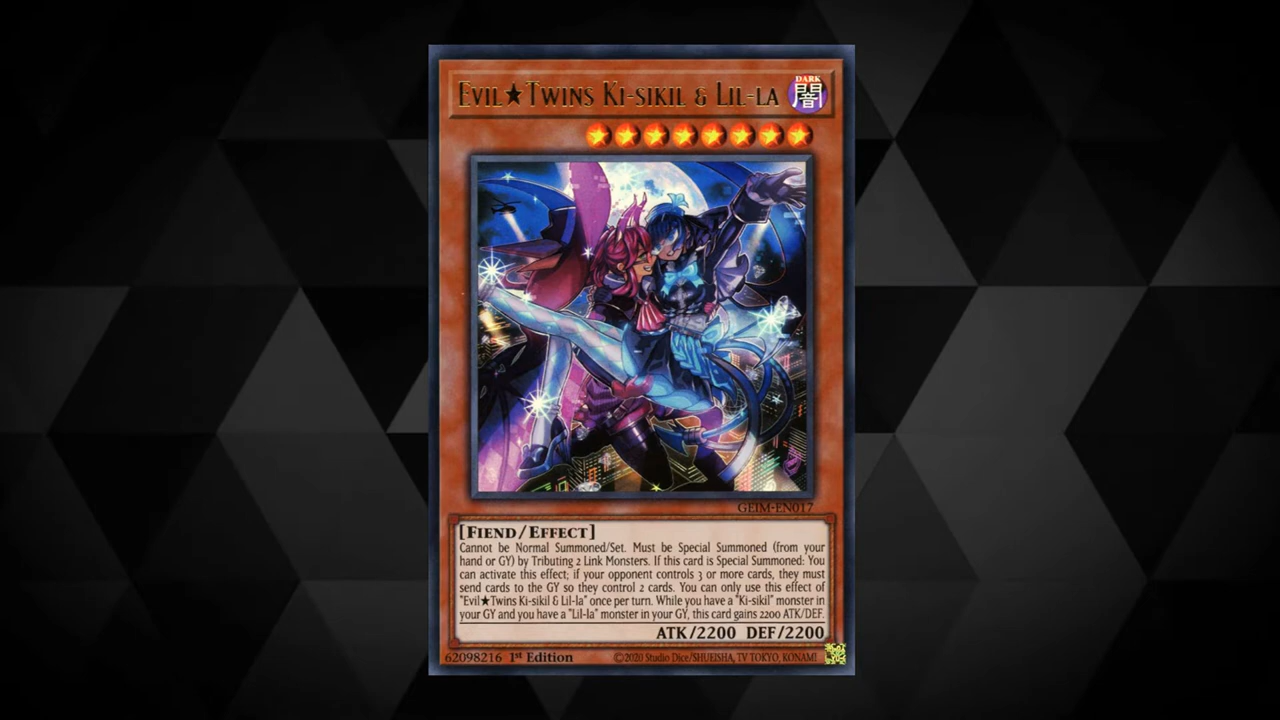 Evil★Twins Ki-sikil & Lil-la
DARK
闇
GEIM-EN017
[Fiend/Effect]
Cannot be Normal Summoned/Set. Must be Special Summoned (from your
hand or GY) by Tributing 2 Link Monsters. If this card is Special Summoned: You
can activate this effect; if your opponent controls 3 or more cards, they must
send cards to the GY so they control 2 cards. You can only use this effect of
"Evil★Twins Ki-sikil & Lil-la" once per turn. While you have a "Ki-sikil" monster in
your GY and you have a "Lil-la" monster in your GY, this card gains 2200 ATK/DEF.
ATK/2200 DEF/2200
62098216 1st Edition ©2020 Studio Dice/SHUEISHA, TV TOKYO, KONAMI